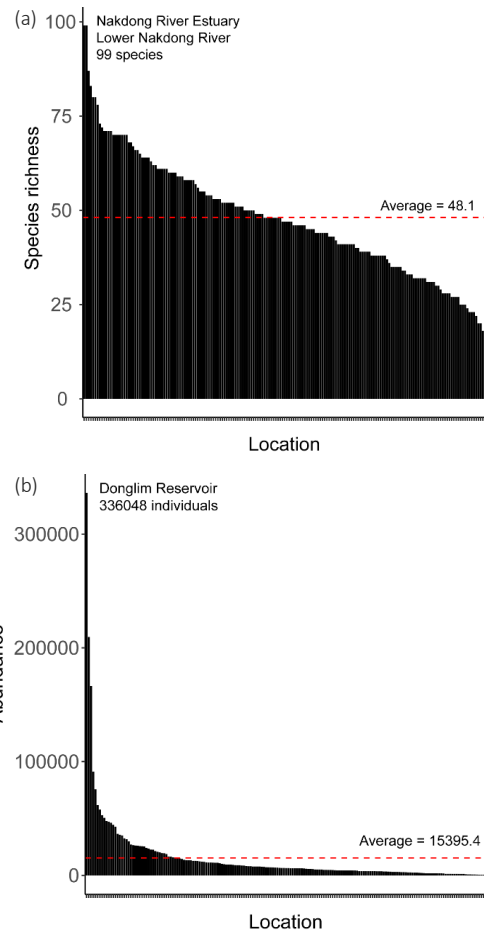 (a)
Nakdong River Estuary
Lower Nakdong River
99 species
100
75
50
25
0
Species richness
Average = 48.1
Location
(b)
Donglim Reservoir
336048 individuals
300000
200000
100000
0
Abundance
Average = 15395.4
Location